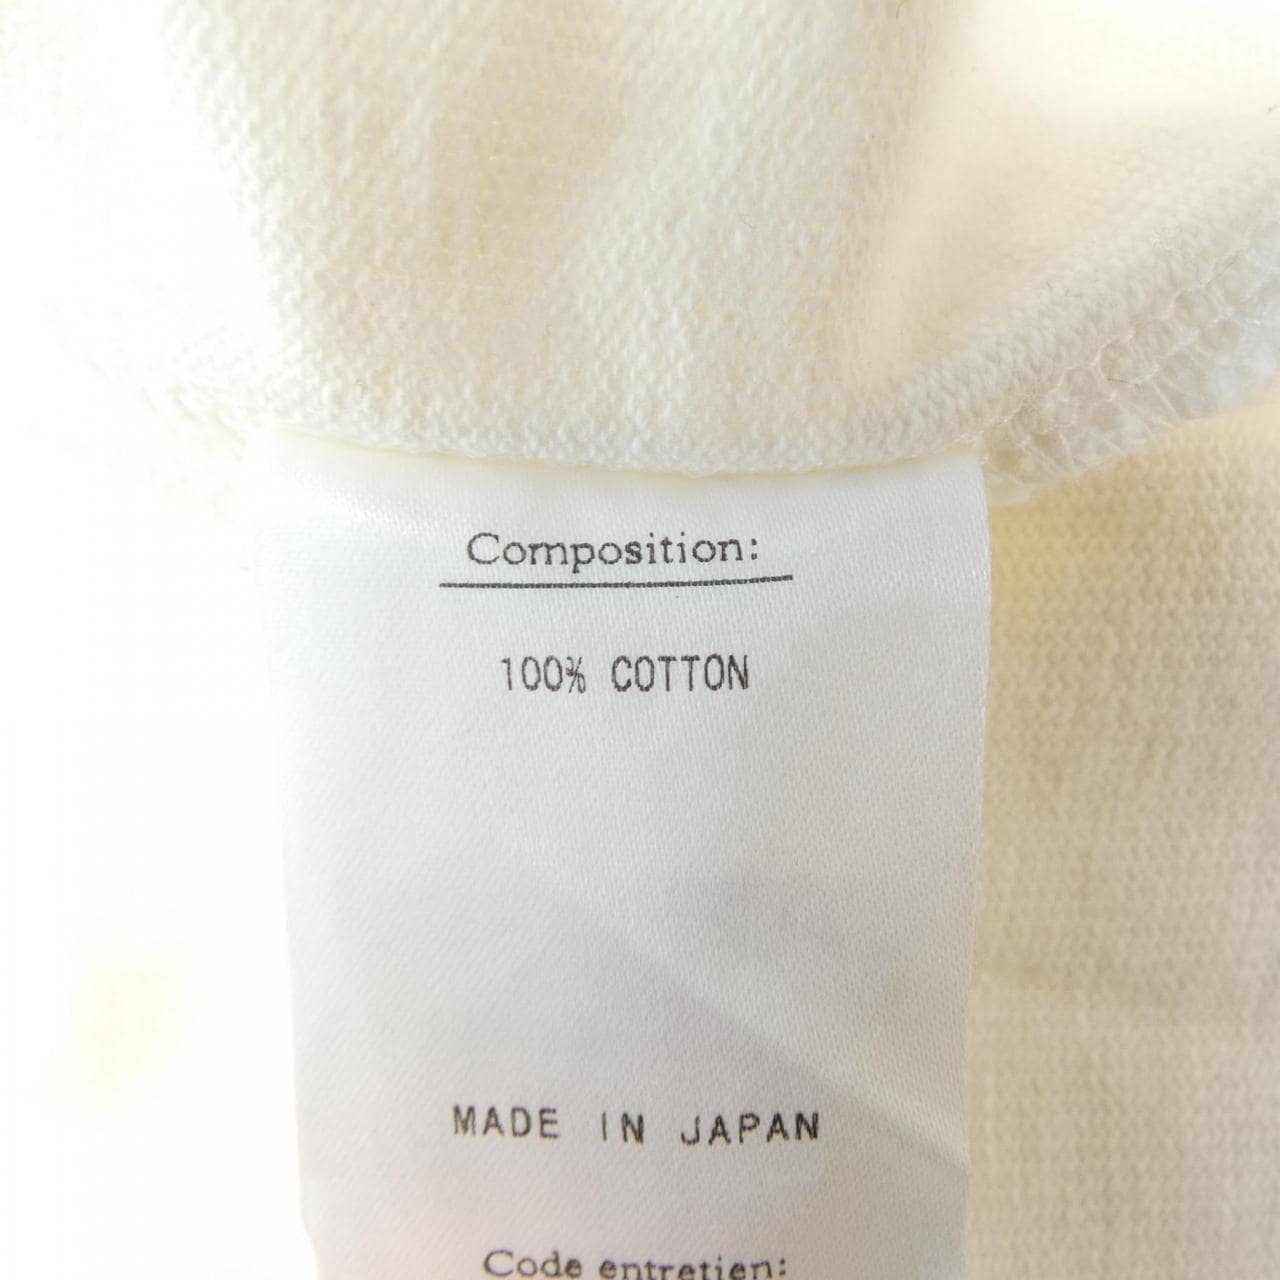 Composition:
100% COTTON
MADE IN JAPAN
Code entretien: